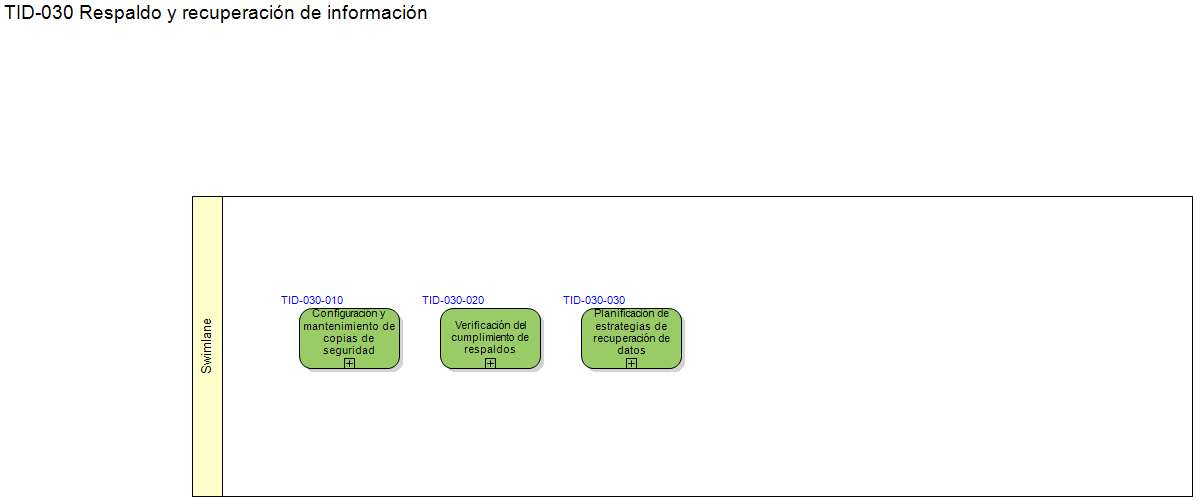 TID-030 Respaldo y recuperación de información
Swimlane
TID-030-010
Configuración y
mantenimiento de
copias de
seguridad
TID-030-020
Verificación del
cumplimiento de
respaldos
TID-030-030
Planificación de
estrategias de
recuperación de
datos